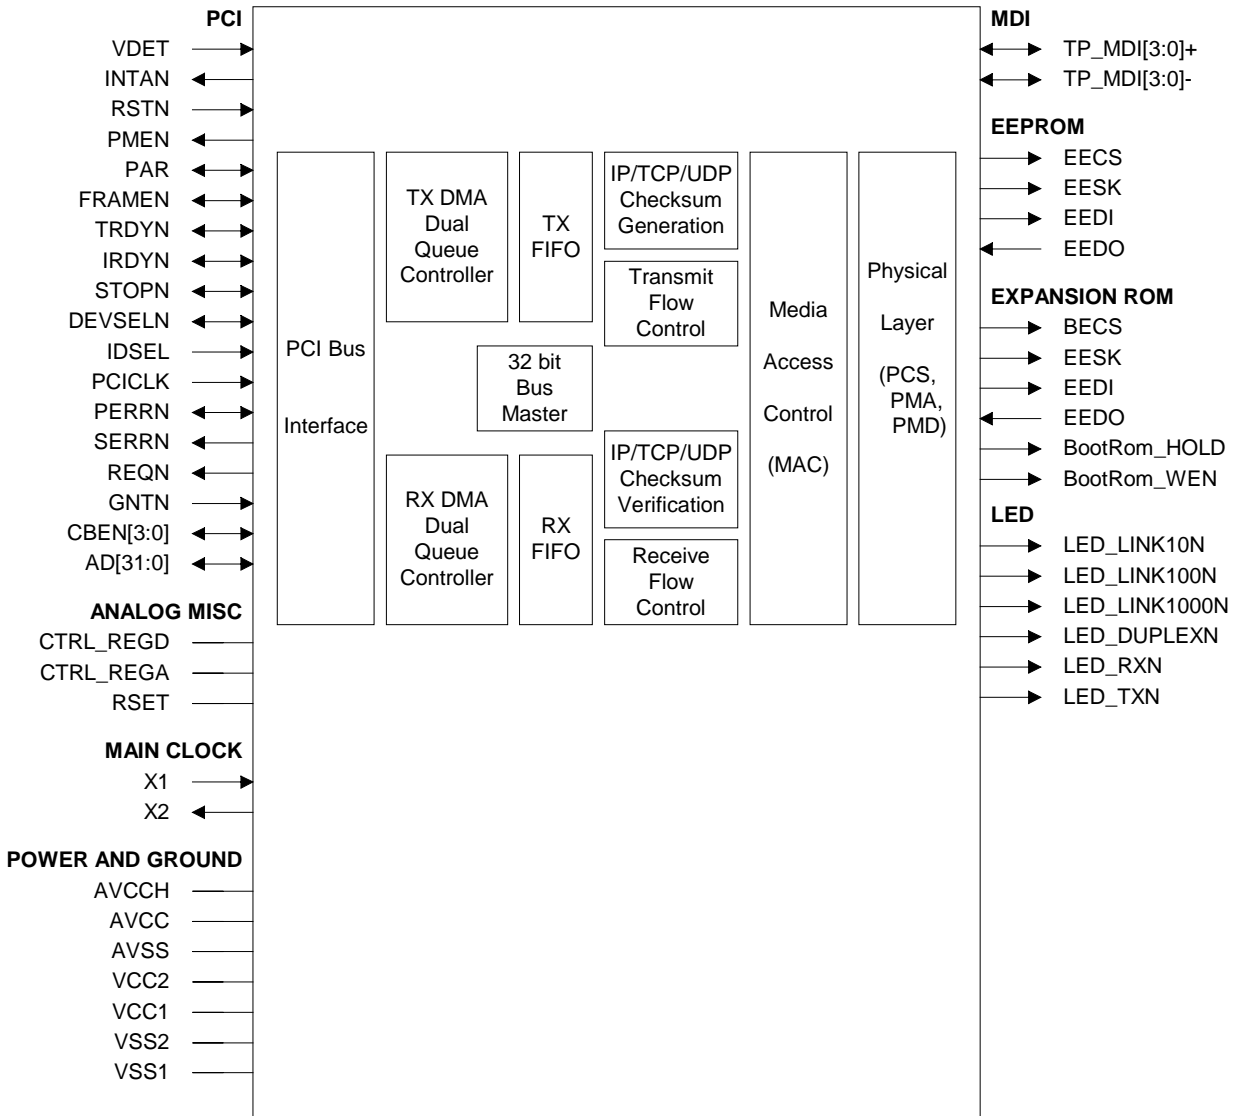 PCI
VDET
INTAN
RSTN
PMEN
PAR
FRAMEN
TRDYN
IRDYN
STOPN
DEVSELN
IDSEL
PCICLK
PERRN
SERRN
REQN
GNTN
CBEN[3:0]
AD[31:0]
ANALOG MISC
CTRL_REGD
CTRL_REGA
RSET
MAIN CLOCK
X1
X2
POWER AND GROUND
AVCCH
AVCC
AVSS
VCC2
VCC1
VSS2
VSS1
PCI Bus
Interface
TX DMA
Dual
Queue
Controller
TX
FIFO
IP/TCP/UDP
Checksum
Generation
Transmit
Flow
Control
32 bit
Bus
Master
RX DMA
Dual
Queue
Controller
RX
FIFO
IP/TCP/UDP
Checksum
Verification
Receive
Flow
Control
Media
Access
Control
(MAC)
Physical
Layer
(PCS,
PMA,
PMD)
MDI
TP_MDI[3:0]+
TP_MDI[3:0]-
EEPROM
EECS
EESK
EEDI
EEDO
EXPANSION ROM
BECS
EESK
EEDI
EEDO
BootRom_HOLD
BootRom_WEN
LED
LED_LINK10N
LED_LINK100N
LED_LINK1000N
LED_DUPLEXN
LED_RXN
LED_TXN